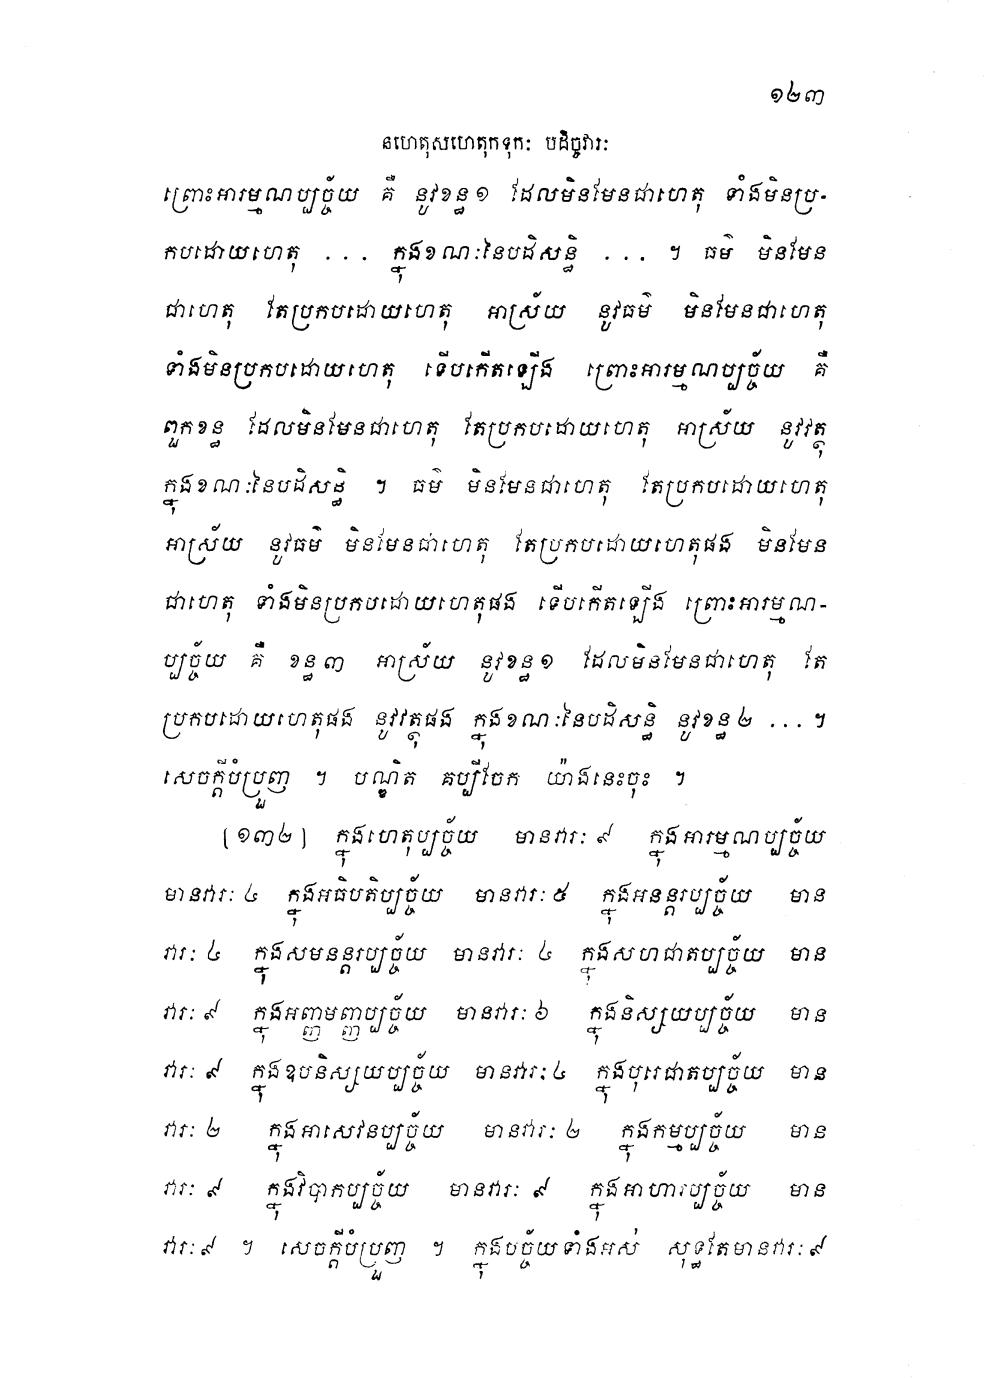 ១២៣
នហេតុសហេតុកទុក: បដិច្ចវារ:
ព្រោះអារម្មណប្បច្ច័យ គឺ នូវខន្ធ១ ដែលមិនមែនជាហេតុ ទាំងមិនប្រ-
កបដោយហេតុ ... ក្នុងខណ:នៃបដិសន្ធិ ... ។ ធម៌ មិនមែន
ជាហេតុ តែប្រកបដោយហេតុ អាស្រ័យ នូវធម៌ មិនមែនជាហេតុ
ទាំងមិនប្រកបដោយហេតុ ទើបកើតឡើង ព្រោះអារម្មណប្បច្ច័យ គឺ
ពួកខន្ធ ដែលមិនមែនជាហេតុ តែប្រកបដោយហេតុ អាស្រ័យ នូវវត្ថុ
ក្នុងខណ:នៃបដិសន្ធិ ។ ធម៌ មិនមែនជាហេតុ តែប្រកបដោយហេតុ
អាស្រ័យ នូវធម៌ មិនមែនជាហេតុ តែប្រកបដោយហេតុផង មិនមែន
ជាហេតុ ទាំងមិនប្រកបដោយហេតុផង ទើបកើតឡើង ព្រោះអារម្មណ-
ប្បច្ច័យ គឺ ខន្ធ៣ អាស្រ័យ នូវខន្ធ១ ដែលមិនមែនជាហេតុ តែ
ប្រកបដោយហេតុផង នូវវត្ថុផង ក្នុងខណ:នៃបដិសន្ធិ នូវខន្ធ២ ... ។
សេចក្តីបំប្រួញ ។ បណ្ឌិត គប្បីចែក យ៉ាងនេះចុះ ។
[១៣២] ក្នុងហេតុប្បច្ច័យ មានវារ: ៩ ក្នុងអារម្មណប្បច្ច័យ
មានវារ: ៤ ក្នុងអធិបតិប្បច្ច័យ មានវារ: ៥ ក្នុងអនន្តរប្បច្ច័យ មាន
វារ: ៤ ក្នុងសមនន្តរប្បច្ច័យ មានវារ: ៤ ក្នុងសហជាតប្បច្ច័យ មាន
វារ: ៩ ក្នុងអញ្ញមញ្ញប្បច្ច័យ មានវារ: ៦ ក្នុងនិស្សយប្បច្ច័យ មាន
វារ: ៩ ក្នុងឧបនិស្សយប្បច្ច័យ មានវារ: ៤ ក្នុងបុរេជាតប្បច្ច័យ មាន
វារ: ២ ក្នុងអាសេវនប្បច្ច័យ មានវារ: ២ ក្នុងកម្មប្បច្ច័យ មាន
វារ: ៩ ក្នុងវិបាកប្បច្ច័យ មានវារ: ៩ ក្នុងអាហារប្បច្ច័យ មាន
វារ: ៩ ។ សេចក្តីបំប្រួញ ។ ក្នុងបច្ច័យទាំងអស់ សុទ្ធតែមានវារ: ៩